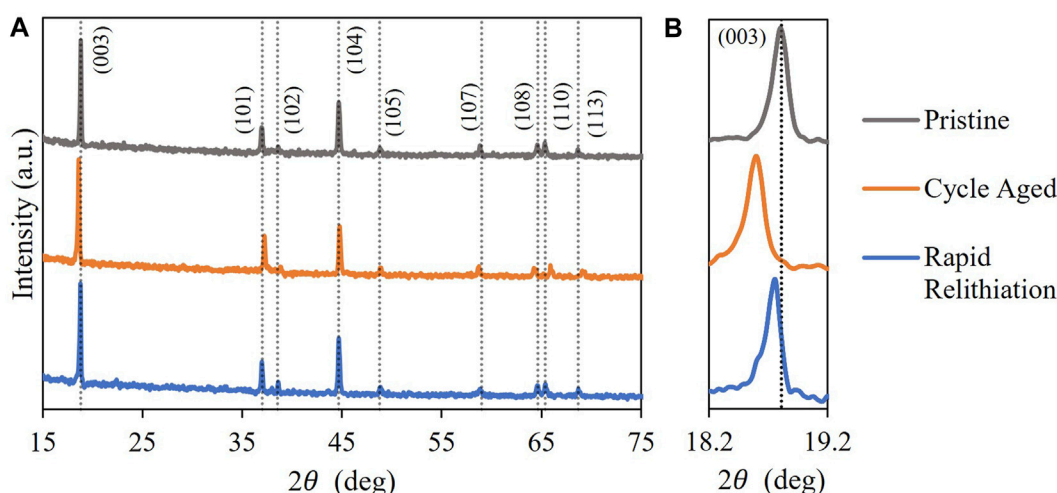 A
(003)
(101)
(102)
(104)
(105)
(107)
(108)
(110)
(113)
Intensity (a.u.)
15
25
35
45
55
65
75
2θ (deg)
B
(003)
18.2
19.2
2θ (deg)
Pristine
Cycle Aged
Rapid
Relithiation